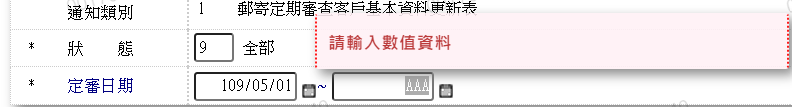 通知類別 1 郵寄定期審查客戶基本資料更新表
* 狀 態 9 全部
請輸入數值資料
* 定審日期 109/05/01 ~ AAA